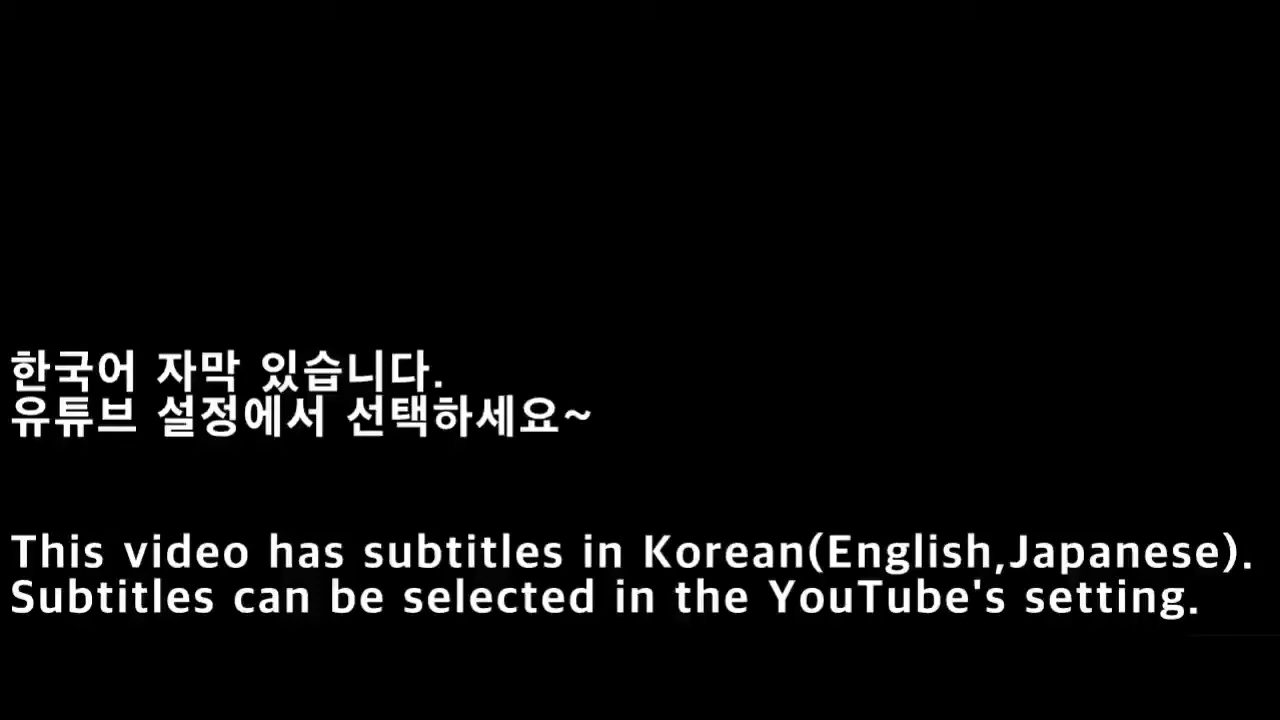 한국어 자막 있습니다.
유튜브 설정에서 선택하세요~
This video has subtitles in Korean(English,Japanese).
Subtitles can be selected in the YouTube's setting.